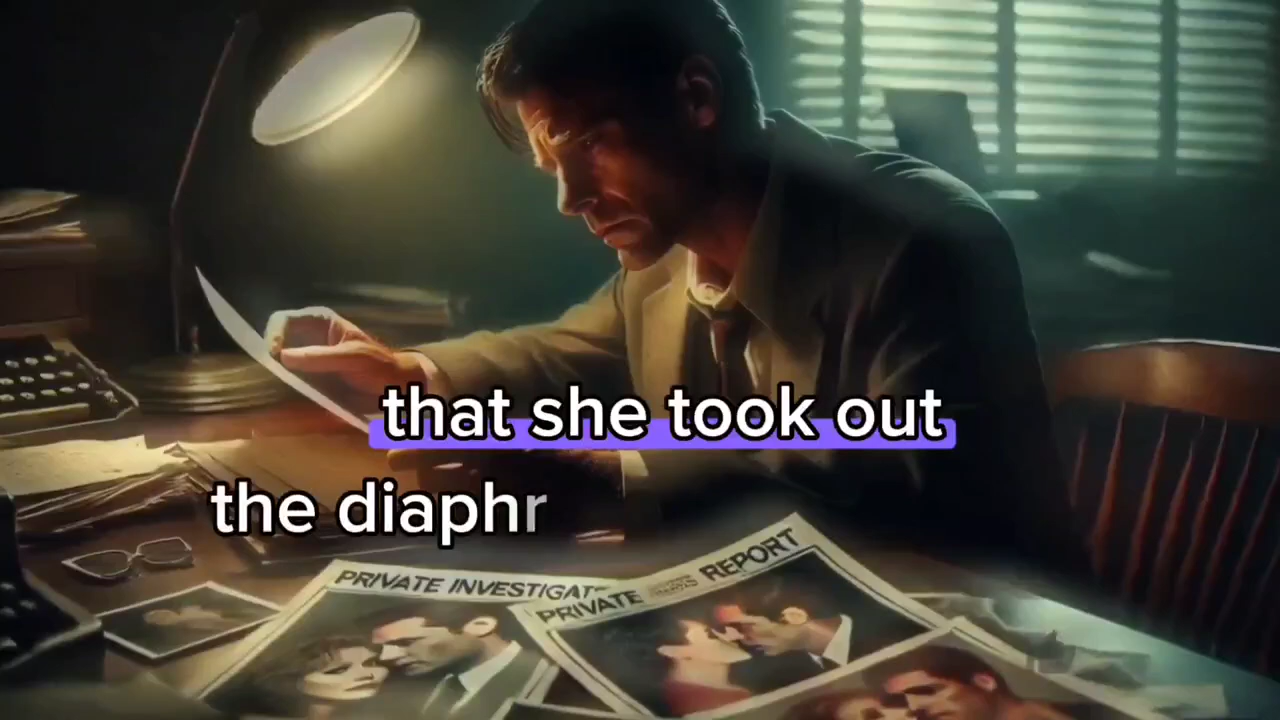 that she took out
the diaphr
PRIVATE INVESTIGAT
PRIVATE
REPORT